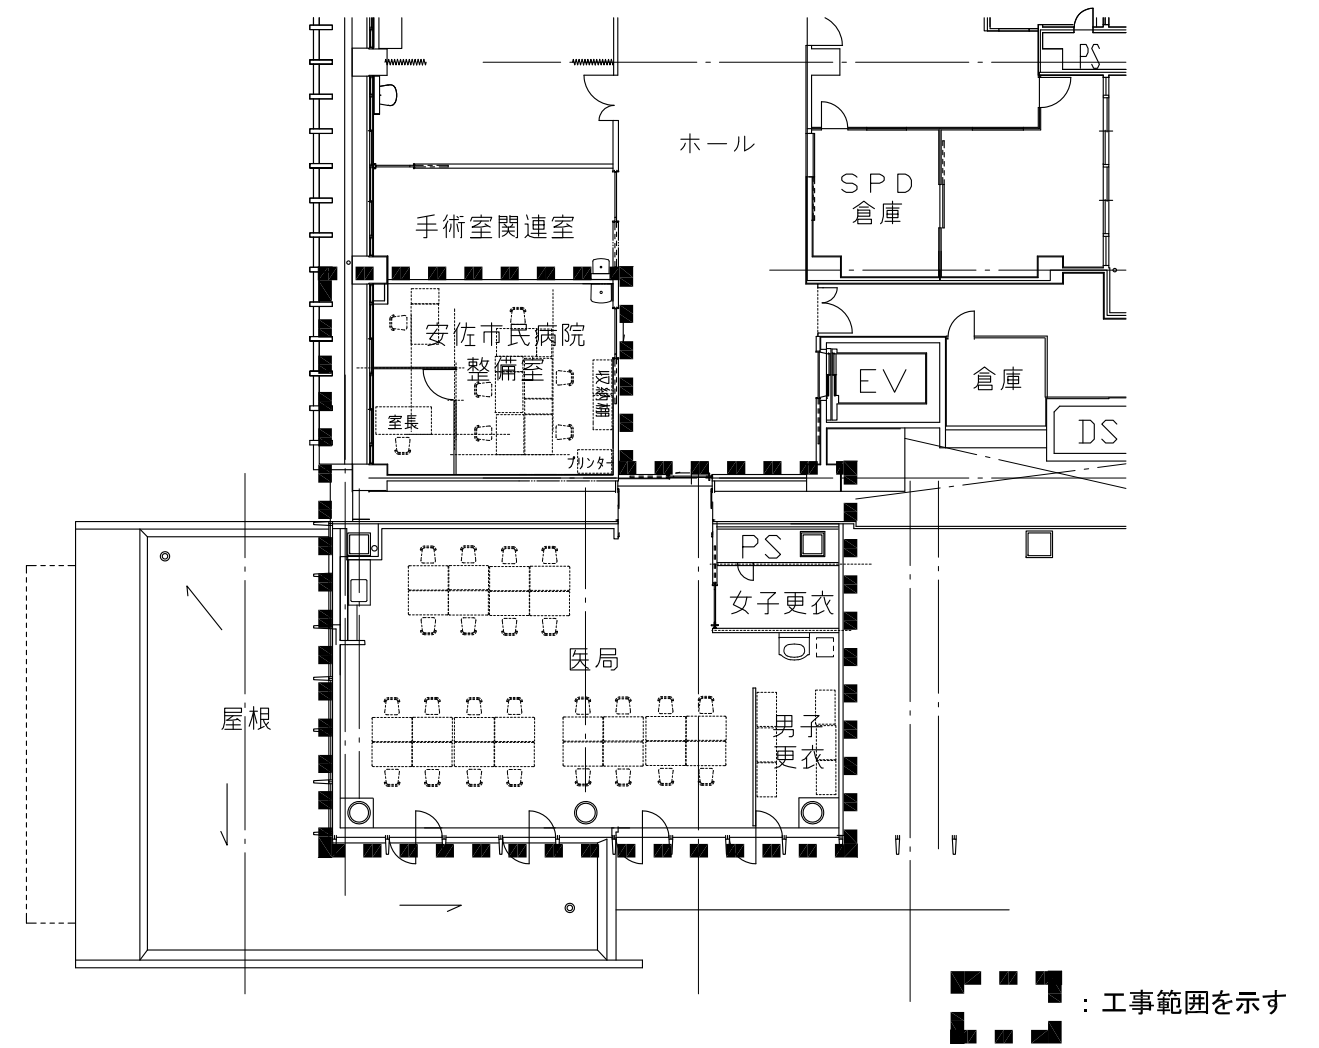 PS
ホール
SPD
倉庫
手術室関連室
安佐市民病院
整備室
収納棚
EV
倉庫
室長
DS
プリンター
PS
女子更衣
医局
屋根
男子
更衣
：工事範囲を示す